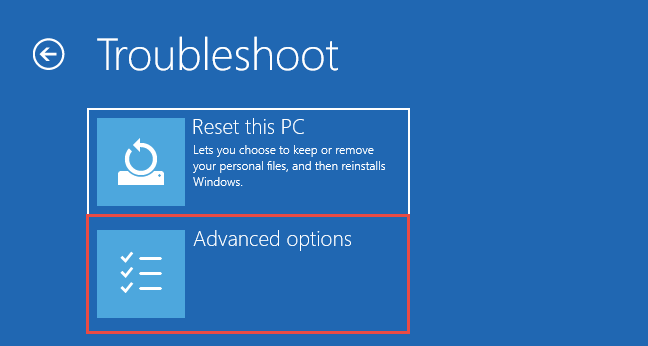 Troubleshoot
Reset this PC
Lets you choose to keep or remove
your personal files, and then reinstalls
Windows.
Advanced options